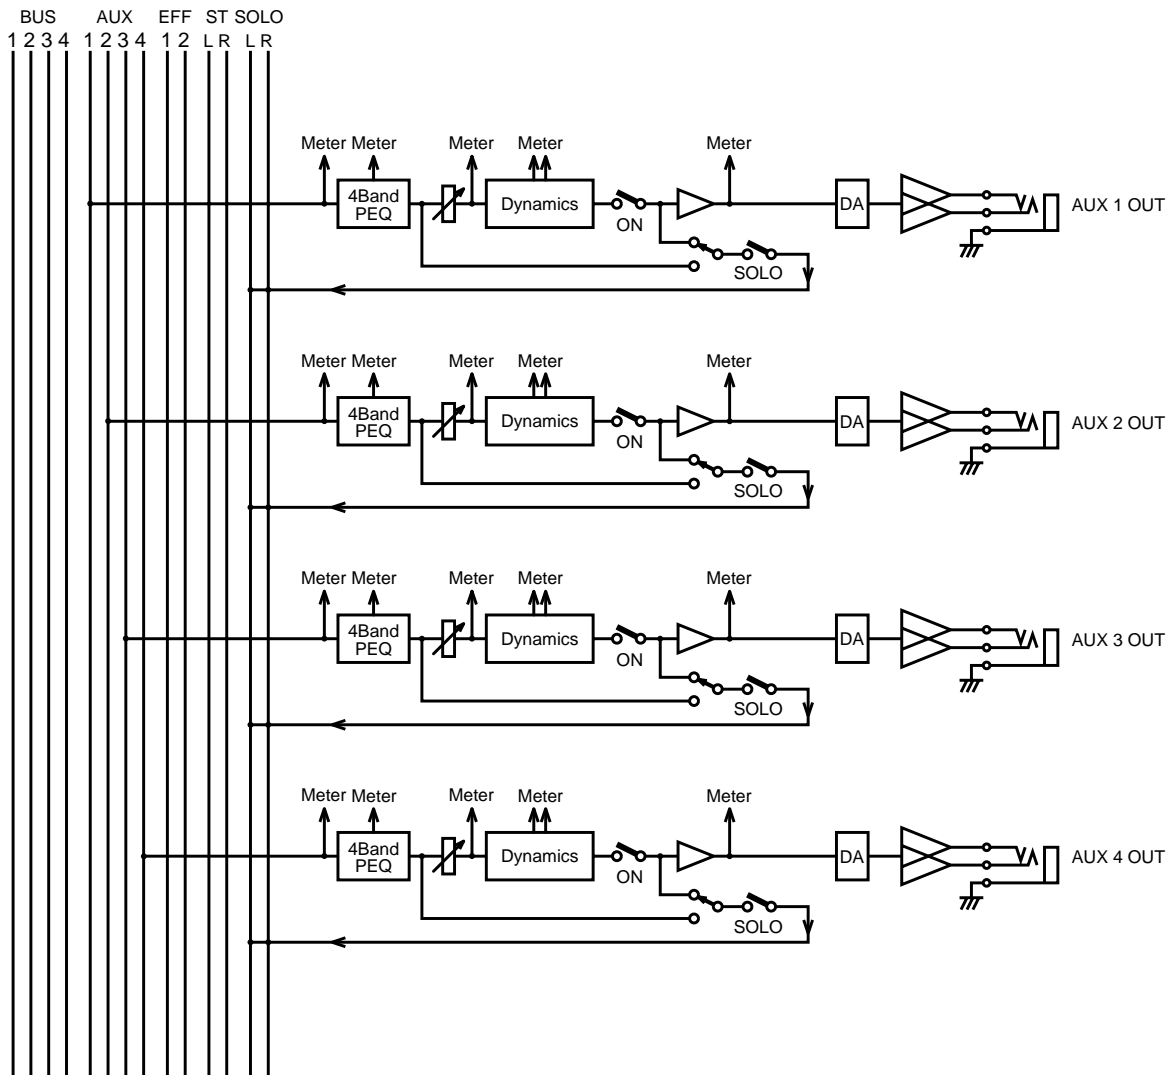 BUS AUX EFF ST SOLO
1 2 3 4 1 2 3 4 1 2 L R L R
Meter Meter Meter Meter Meter
4Band
PEQ
Dynamics
ON
DA
AUX 1 OUT
SOLO
Meter Meter Meter Meter Meter
4Band
PEQ
Dynamics
ON
DA
AUX 2 OUT
SOLO
Meter Meter Meter Meter Meter
4Band
PEQ
Dynamics
ON
DA
AUX 3 OUT
SOLO
Meter Meter Meter Meter Meter
4Band
PEQ
Dynamics
ON
DA
AUX 4 OUT
SOLO